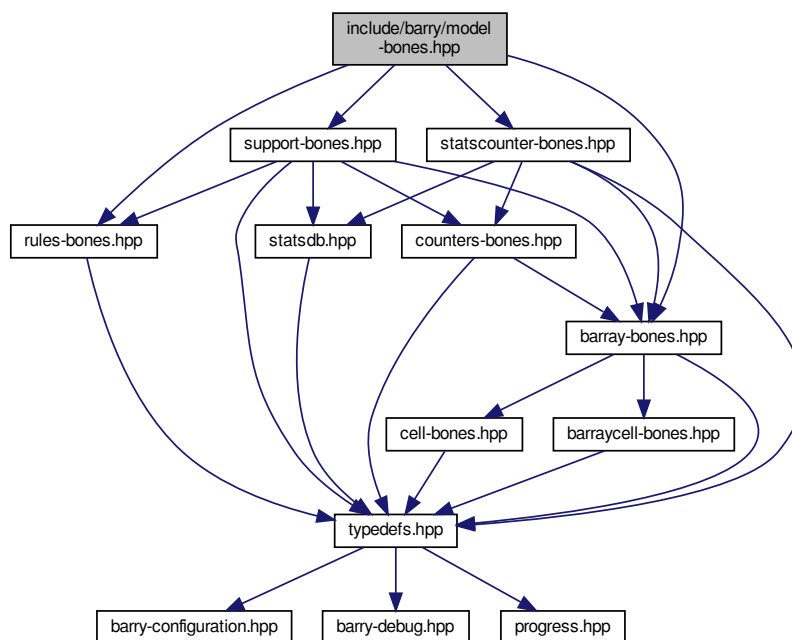 include/barry/model
-bones.hpp
support-bones.hpp
statscounter-bones.hpp
rules-bones.hpp
statsdb.hpp
counters-bones.hpp
barray-bones.hpp
cell-bones.hpp
barraycell-bones.hpp
typedefs.hpp
barry-configuration.hpp
barry-debug.hpp
progress.hpp